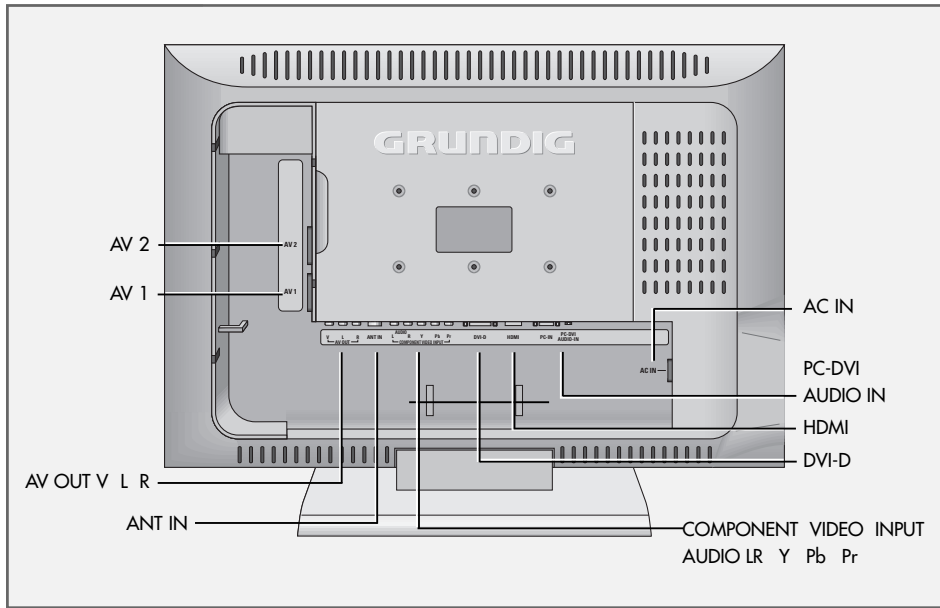 GRUNDIG
AV 2
AV 2
AV 1
AV 1
AC IN
V L R
AV OUT
ANT IN
AUDIO
L R Y Pb Pr
COMPONENT VIDEO INPUT
DVI-D
HDMI
PC-IN
PC-DVI
AUDIO-IN
AC IN
PC-DVI
AUDIO IN
HDMI
DVI-D
AV OUT V L R
ANT IN
COMPONENT VIDEO INPUT
AUDIO LR Y Pb Pr